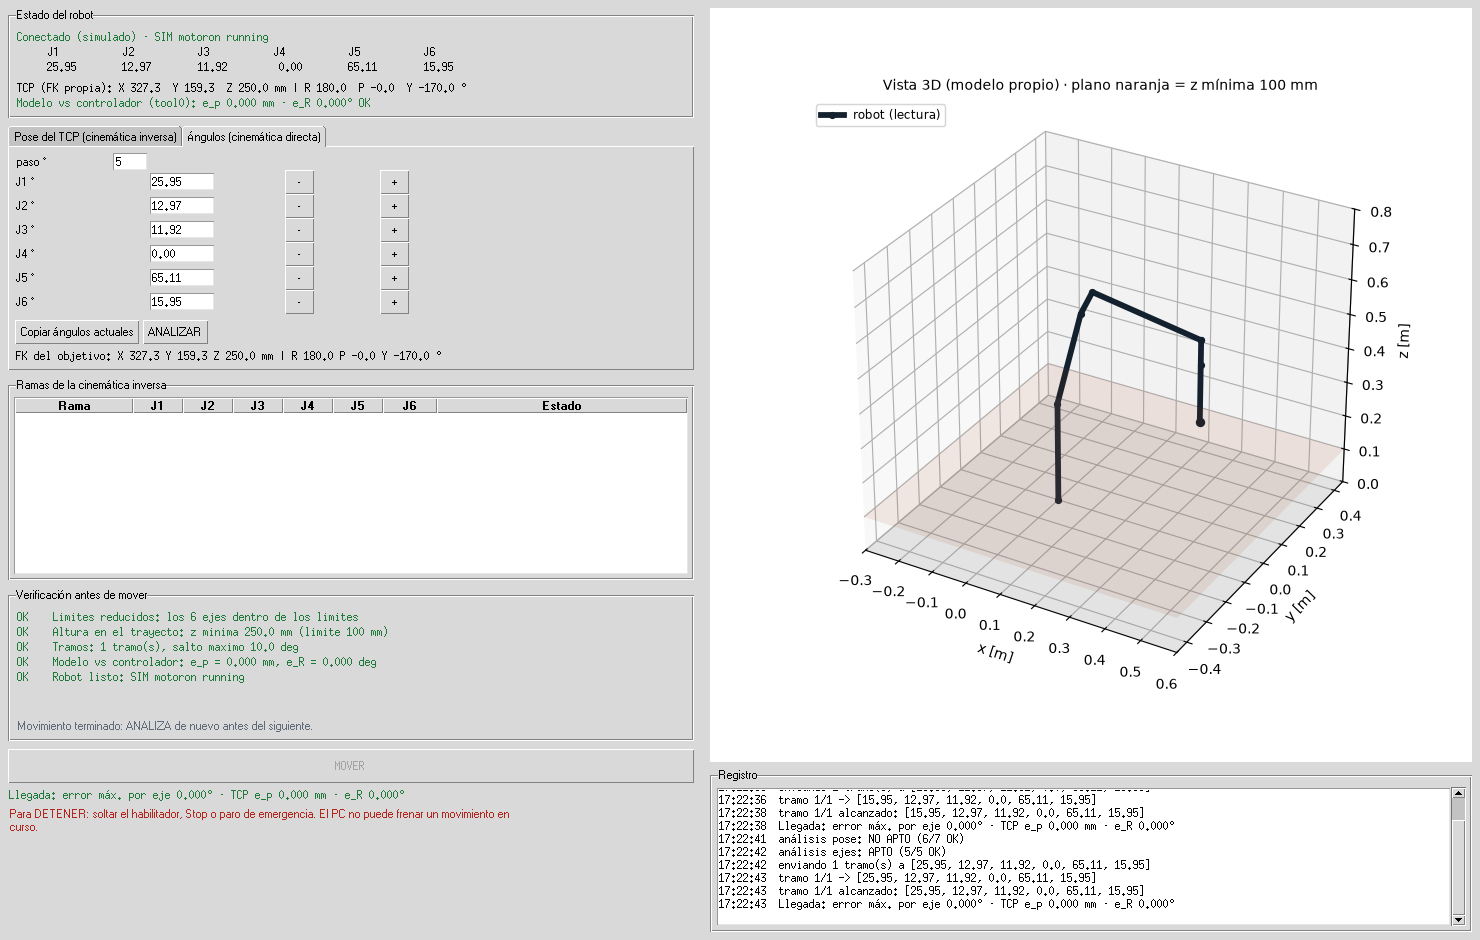 Estado del robot
Conectado (simulado) · SIM motoron running
J1 J2 J3 J4 J5 J6
25.95 12.97 11.92 0.00 65.11 15.95
TCP (FK propia): X 327.3 Y 159.3 Z 250.0 mm | R 180.0 P -0.0 Y -170.0 °
Modelo vs controlador (tool0): e_p 0.000 mm · e_R 0.000° OK
Pose del TCP (cinemática inversa) Ángulos (cinemática directa)
paso ° 5
J1 ° 25.95 - +
J2 ° 12.97 - +
J3 ° 11.92 - +
J4 ° 0.00 - +
J5 ° 65.11 - +
J6 ° 15.95 - +
Copiar ángulos actuales ANALIZAR
FK del objetivo: X 327.3 Y 159.3 Z 250.0 mm | R 180.0 P -0.0 Y -170.0 °
Ramas de la cinemática inversa
Rama J1 J2 J3 J4 J5 J6 Estado
Verificación antes de mover
OK Limites reducidos: los 6 ejes dentro de los limites
OK Altura en el trayecto: z minima 250.0 mm (limite 100 mm)
OK Tramos: 1 tramo(s), salto maximo 10.0 deg
OK Modelo vs controlador: e_p = 0.000 mm, e_R = 0.000 deg
OK Robot listo: SIM motoron running
Movimiento terminado: ANALIZA de nuevo antes del siguiente.
MOVER
Llegada: error máx. por eje 0.000° · TCP e_p 0.000 mm · e_R 0.000°
Para DETENER: soltar el habilitador, Stop o paro de emergencia. El PC no puede frenar un movimiento en
curso.
Vista 3D (modelo propio) · plano naranja = z mínima 100 mm
robot (lectura)
0.8
0.7
0.6
0.5
0.4
0.3
0.2
0.1
0.0
z [m]
0.4
0.3
0.2
0.1
0.0
−0.1
−0.2
−0.3
−0.4
y [m]
−0.3
−0.2
−0.1
0.0
0.1
0.2
0.3
0.4
0.5
0.6
x [m]
Registro
17:22:36 tramo 1/1 -> [15.95, 12.97, 11.92, 0.0, 65.11, 15.95]
17:22:38 tramo 1/1 alcanzado: [15.95, 12.97, 11.92, 0.0, 65.11, 15.95]
17:22:38 Llegada: error máx. por eje 0.000° · TCP e_p 0.000 mm · e_R 0.000°
17:22:41 análisis pose: NO APTO (6/7 OK)
17:22:42 análisis ejes: APTO (5/5 OK)
17:22:42 enviando 1 tramo(s) a [25.95, 12.97, 11.92, 0.0, 65.11, 15.95]
17:22:43 tramo 1/1 -> [25.95, 12.97, 11.92, 0.0, 65.11, 15.95]
17:22:43 tramo 1/1 alcanzado: [25.95, 12.97, 11.92, 0.0, 65.11, 15.95]
17:22:43 Llegada: error máx. por eje 0.000° · TCP e_p 0.000 mm · e_R 0.000°